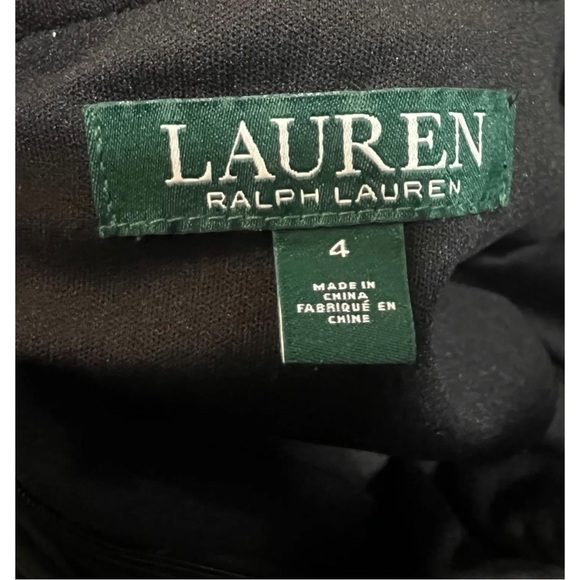 LAUREN
RALPH LAUREN
4
MADE IN
CHINA
FABRIQUÉ EN
CHINE